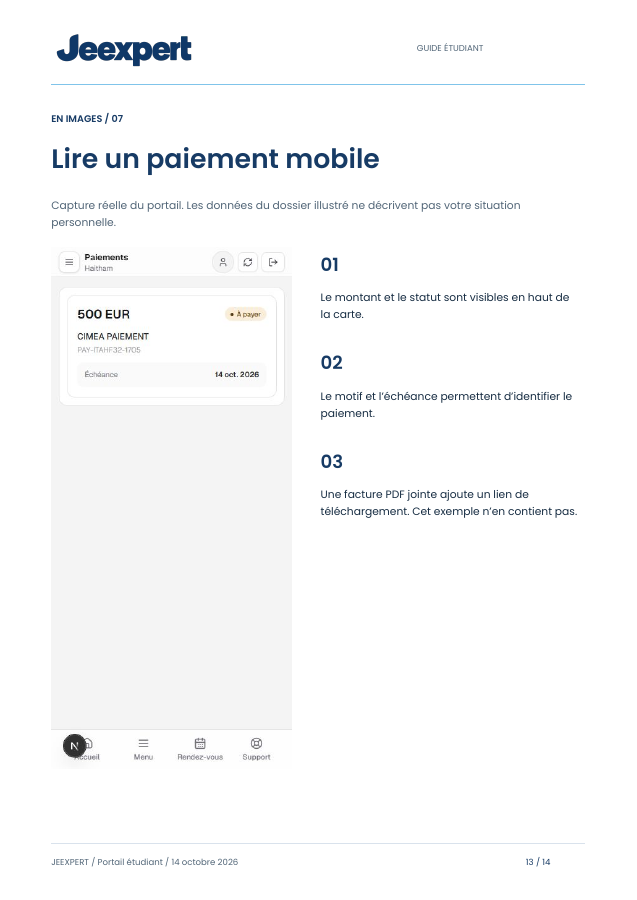 Jeexpert
GUIDE ÉTUDIANT
EN IMAGES / 07
Lire un paiement mobile
Capture réelle du portail. Les données du dossier illustré ne décrivent pas votre situation
personnelle.
Paiements
Haitham
500 EUR
À payer
CIMEA PAIEMENT
PAY-ITAHF32-1705
Échéance 14 oct. 2026
N
Accueil Menu Rendez-vous Support
01
Le montant et le statut sont visibles en haut de
la carte.
02
Le motif et l’échéance permettent d’identifier le
paiement.
03
Une facture PDF jointe ajoute un lien de
téléchargement. Cet exemple n’en contient pas.
JEEXPERT / Portail étudiant / 14 octobre 2026
13 / 14